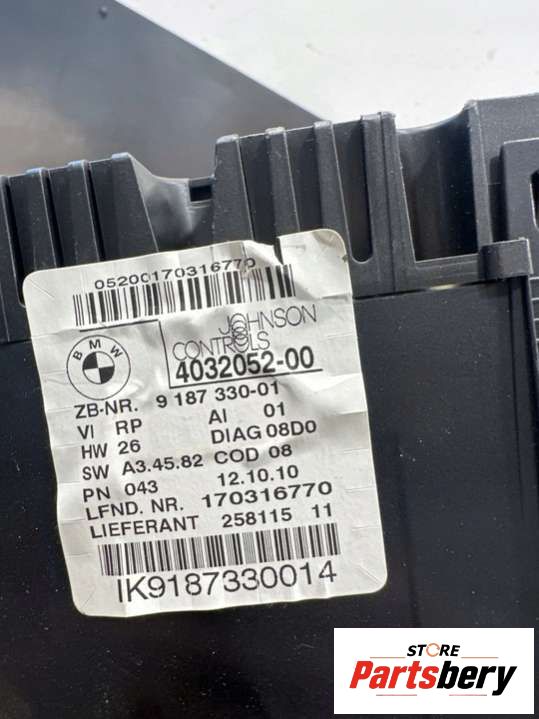 05200170316770
BMW
JOHNSON
CONTROLS
4032052-00
ZB-NR. 9 187 330-01
VI RP AI 01
HW 26 DIAG 08D0
SW A3.45.82 COD 08
PN 043 12.10.10
LFND. NR. 170316770
LIEFERANT 258115 11
IK9187330014
STORE
Partsbery